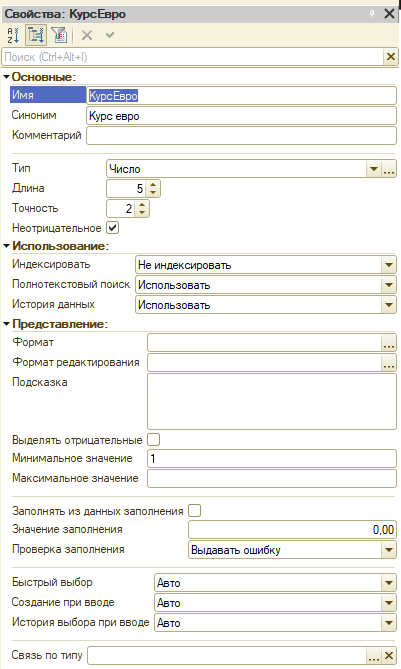 Свойства: КурсЕвро
Поиск (Ctrl+Alt+I)
Основные:
Имя КурсЕвро
Синоним Курс евро
Комментарий
Тип Число
Длина 5
Точность 2
Неотрицательное
Использование:
Индексировать Не индексировать
Полнотекстовый поиск Использовать
История данных Использовать
Представление:
Формат
Формат редактирования
Подсказка
Выделять отрицательные
Минимальное значение 1
Максимальное значение
Заполнять из данных заполнения
Значение заполнения 0,00
Проверка заполнения Выдавать ошибку
Быстрый выбор Авто
Создание при вводе Авто
История выбора при вводе Авто
Связь по типу